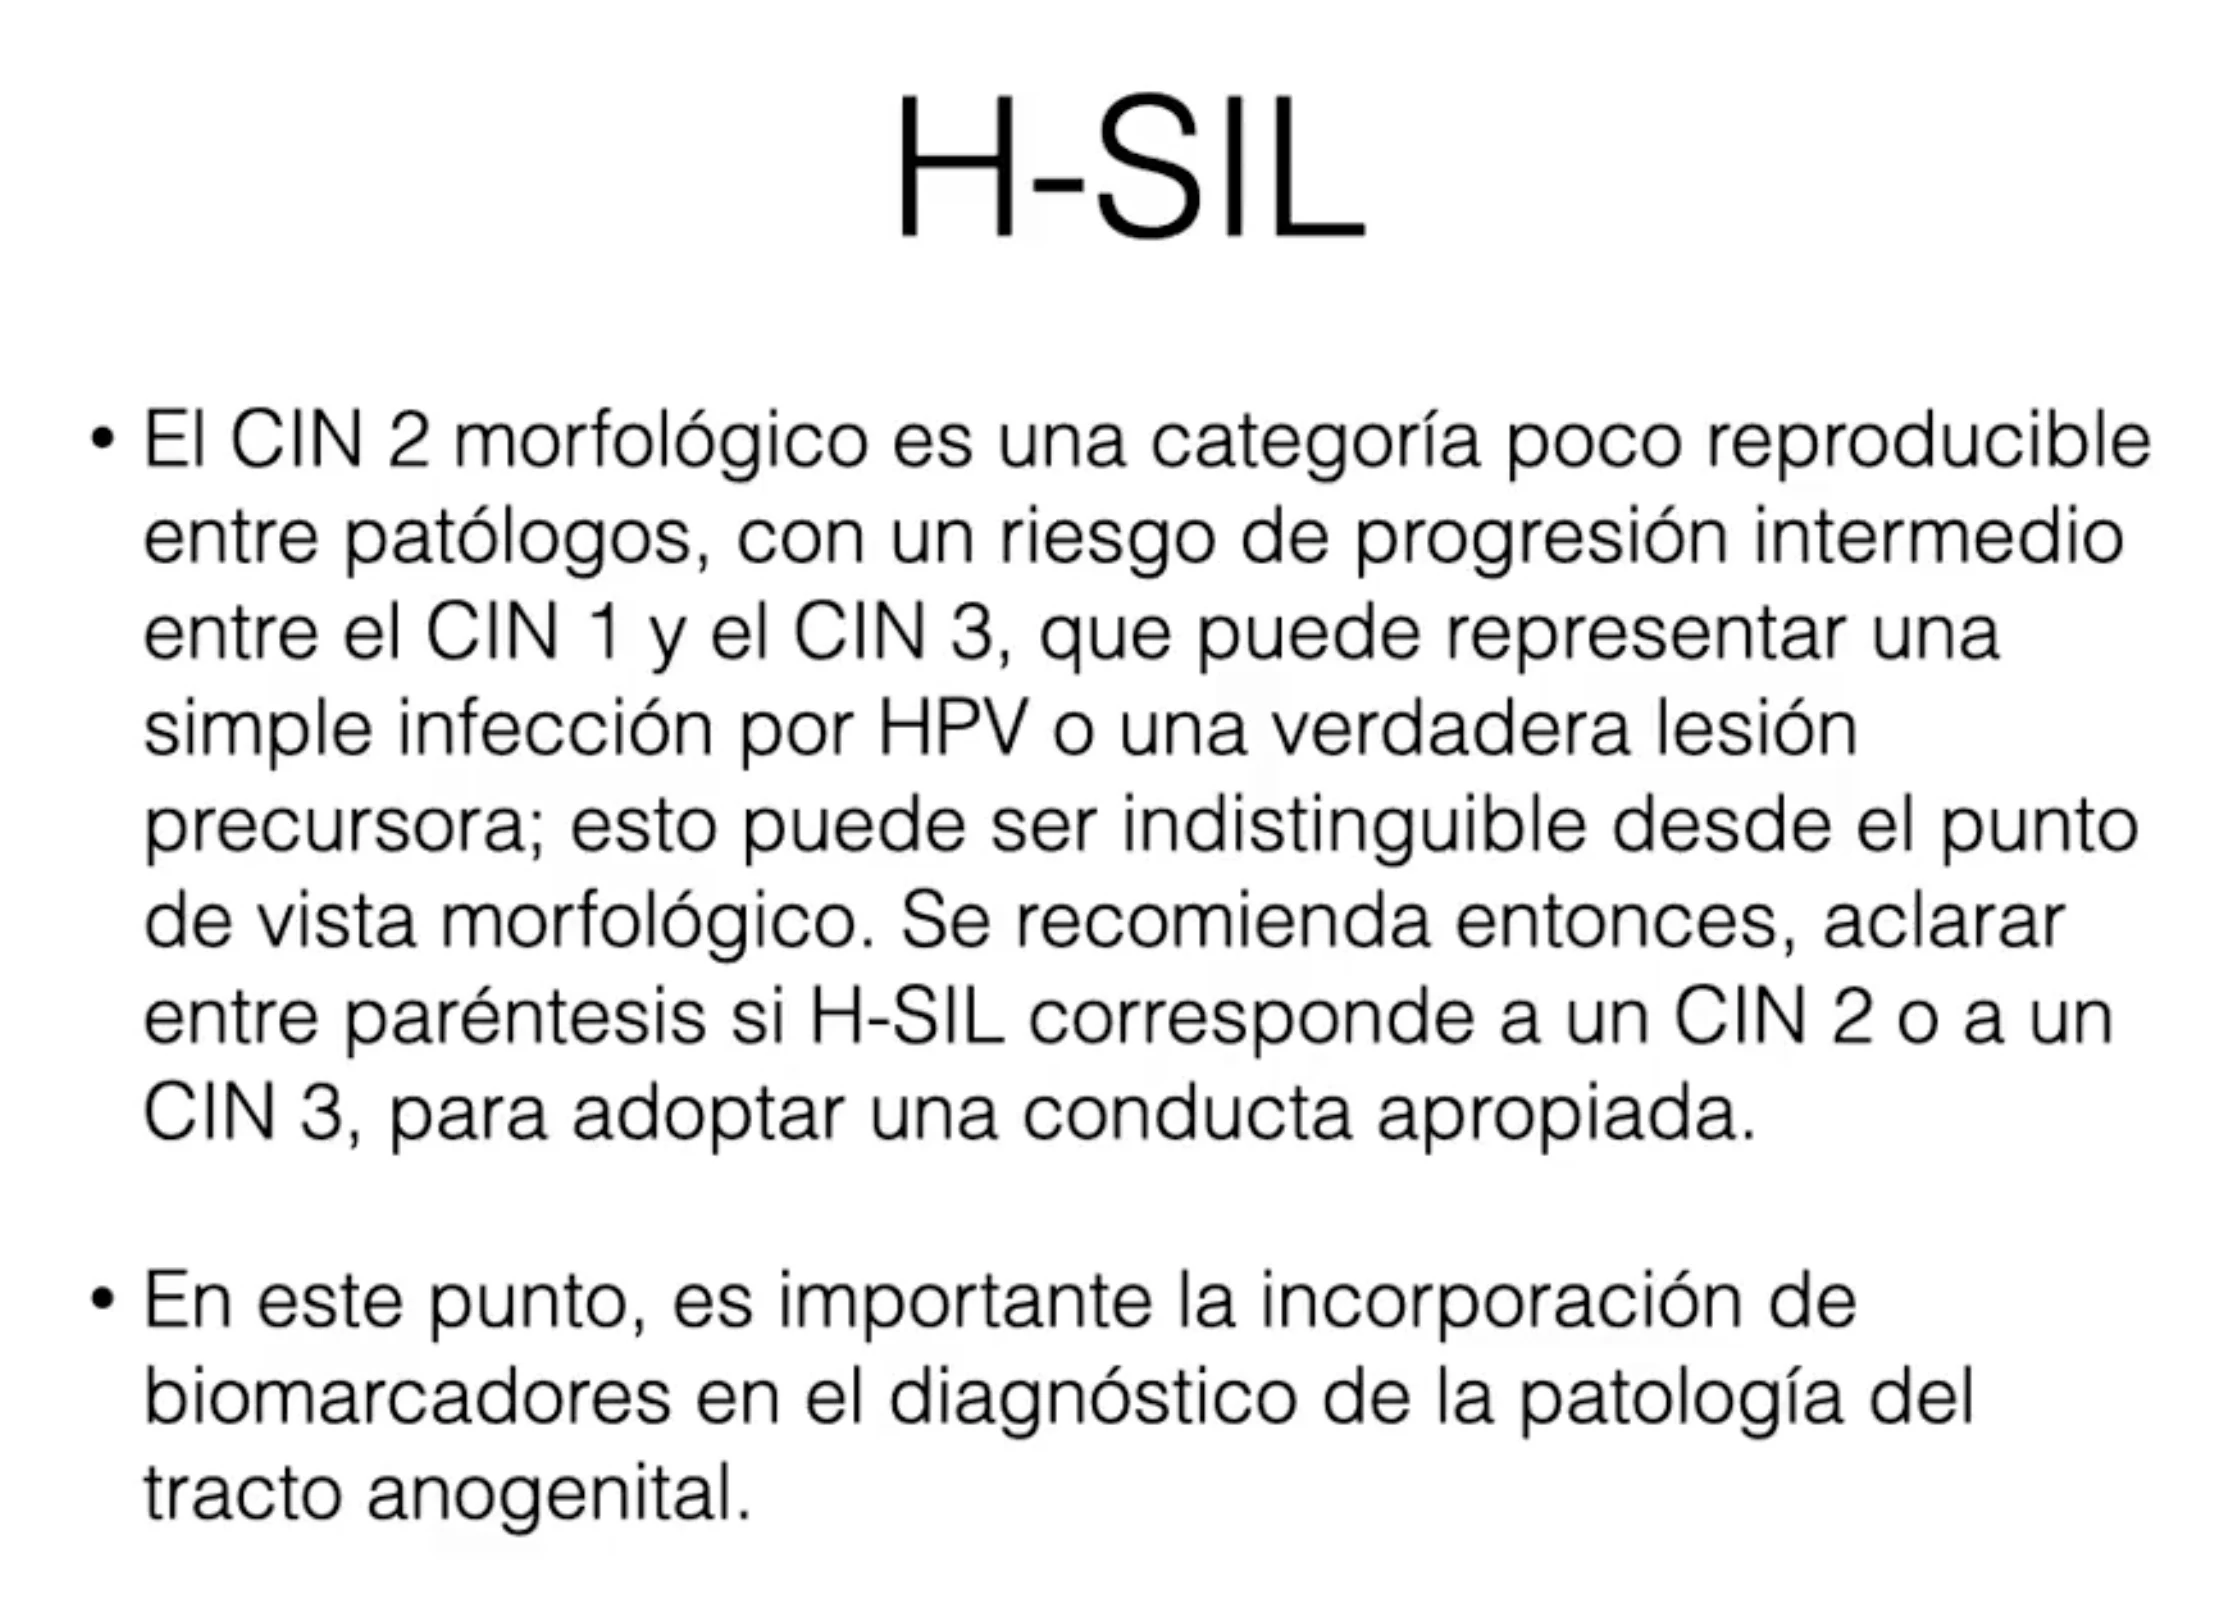 H-SIL
• El CIN 2 morfológico es una categoría poco reproducible
entre patólogos, con un riesgo de progresión intermedio
entre el CIN 1 y el CIN 3, que puede representar una
simple infección por HPV o una verdadera lesión
precursora; esto puede ser indistinguible desde el punto
de vista morfológico. Se recomienda entonces, aclarar
entre paréntesis si H-SIL corresponde a un CIN 2 o a un
CIN 3, para adoptar una conducta apropiada.
• En este punto, es importante la incorporación de
biomarcadores en el diagnóstico de la patología del
tracto anogenital.